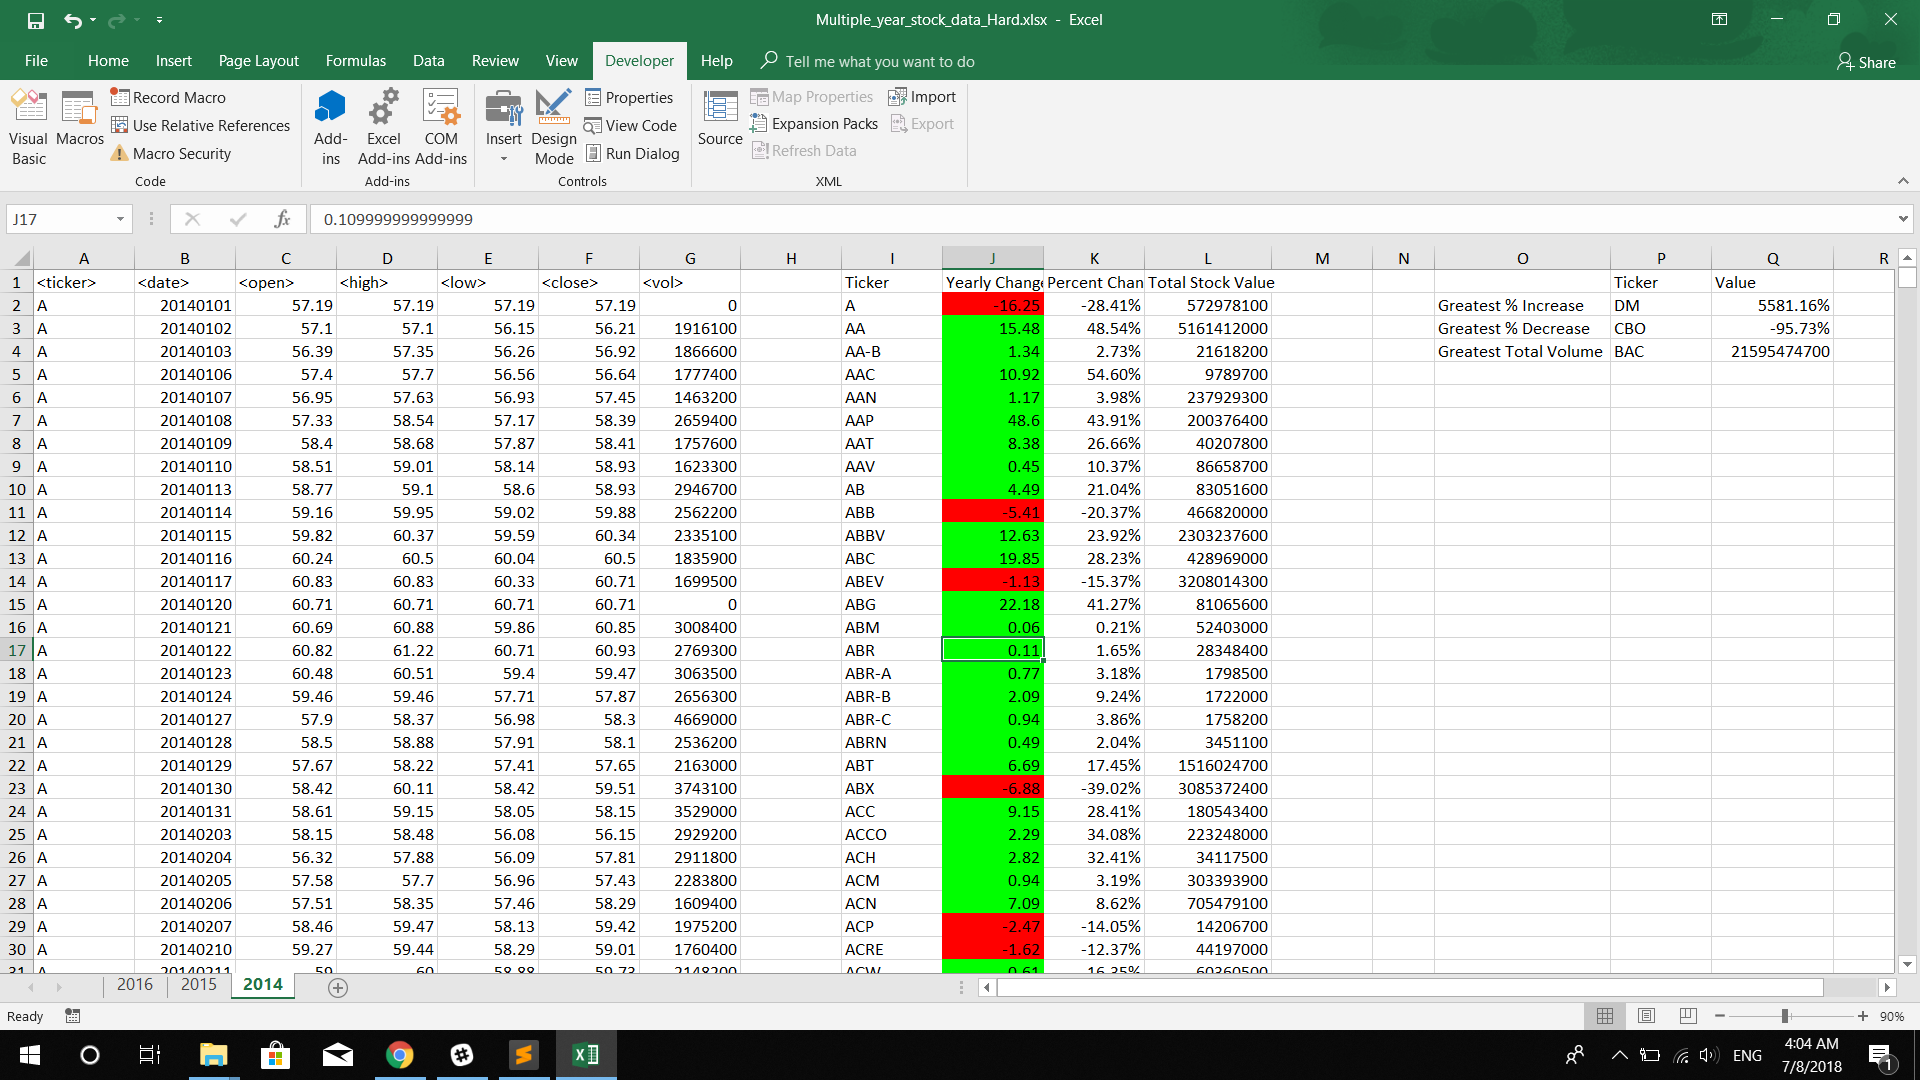 Multiple_year_stock_data_Hard.xlsx - Excel
File Home Insert Page Layout Formulas Data Review View Developer Help Tell me what you want to do Share
Visual Basic
Macros
Record Macro
Use Relative References
Macro Security
Code
Add-ins
Excel Add-ins
COM Add-ins
Add-ins
Insert
Design Mode
Properties
View Code
Run Dialog
Controls
Source
Map Properties
Expansion Packs
Refresh Data
Import
Export
XML
J17 fx 0.109999999999999
A B C D E F G H I J K L M N O P Q R
1 <ticker> <date> <open> <high> <low> <close> <vol> Ticker Yearly Change Percent Chan Total Stock Value Ticker Value
2 A 20140101 57.19 57.19 57.19 57.19 0 A -16.25 -28.41% 572978100 Greatest % Increase DM 5581.16%
3 A 20140102 57.1 57.1 56.15 56.21 1916100 AA 15.48 48.54% 5161412000 Greatest % Decrease CBO -95.73%
4 A 20140103 56.39 57.35 56.26 56.92 1866600 AA-B 1.34 2.73% 21618200 Greatest Total Volume BAC 21595474700
5 A 20140106 57.4 57.7 56.56 56.64 1777400 AAC 10.92 54.60% 9789700
6 A 20140107 56.95 57.63 56.93 57.45 1463200 AAN 1.17 3.98% 237929300
7 A 20140108 57.33 58.54 57.17 58.39 2659400 AAP 48.6 43.91% 200376400
8 A 20140109 58.4 58.68 57.87 58.41 1757600 AAT 8.38 26.66% 40207800
9 A 20140110 58.51 59.01 58.14 58.93 1623300 AAV 0.45 10.37% 86658700
10 A 20140113 58.77 59.1 58.6 58.93 2946700 AB 4.49 21.04% 83051600
11 A 20140114 59.16 59.95 59.02 59.88 2562200 ABB -5.41 -20.37% 466820000
12 A 20140115 59.82 60.37 59.59 60.34 2335100 ABBV 12.63 23.92% 2303237600
13 A 20140116 60.24 60.5 60.04 60.5 1835900 ABC 19.85 28.23% 428969000
14 A 20140117 60.83 60.83 60.33 60.71 1699500 ABEV -1.13 -15.37% 3208014300
15 A 20140120 60.71 60.71 60.71 60.71 0 ABG 22.18 41.27% 81065600
16 A 20140121 60.69 60.88 59.86 60.85 3008400 ABM 0.06 0.21% 52403000
17 A 20140122 60.82 61.22 60.71 60.93 2769300 ABR 0.11 1.65% 28348400
18 A 20140123 60.48 60.51 59.4 59.47 3063500 ABR-A 0.77 3.18% 1798500
19 A 20140124 59.46 59.46 57.71 57.87 2656300 ABR-B 2.09 9.24% 1722000
20 A 20140127 57.9 58.37 56.98 58.3 4669000 ABR-C 0.94 3.86% 1758200
21 A 20140128 58.5 58.88 57.91 58.1 2536200 ABRN 0.49 2.04% 3451100
22 A 20140129 57.67 58.22 57.41 57.65 2163000 ABT 6.69 17.45% 1516024700
23 A 20140130 58.42 60.11 58.42 59.51 3743100 ABX -6.88 -39.02% 3085372400
24 A 20140131 58.61 59.15 58.05 58.15 3529000 ACC 9.15 28.41% 180543400
25 A 20140203 58.15 58.48 56.08 56.15 2929200 ACCO 2.29 34.08% 223248000
26 A 20140204 56.32 57.88 56.09 57.81 2911800 ACH 2.82 32.41% 34117500
27 A 20140205 57.58 57.7 56.96 57.43 2283800 ACM 0.94 3.19% 303393900
28 A 20140206 57.51 58.35 57.46 58.29 1609400 ACN 7.09 8.62% 705479100
29 A 20140207 58.46 59.47 58.13 59.42 1975200 ACP -2.47 -14.05% 14206700
30 A 20140210 59.27 59.44 58.29 59.01 1760400 ACRE -1.62 -12.37% 44197000
31 A 20140211 59 60 58.88 59.73 2148200 ACW 0.61 16.35% 60360500
2016 2015 2014
Ready 90%
ENG 4:04 AM
7/8/2018 1